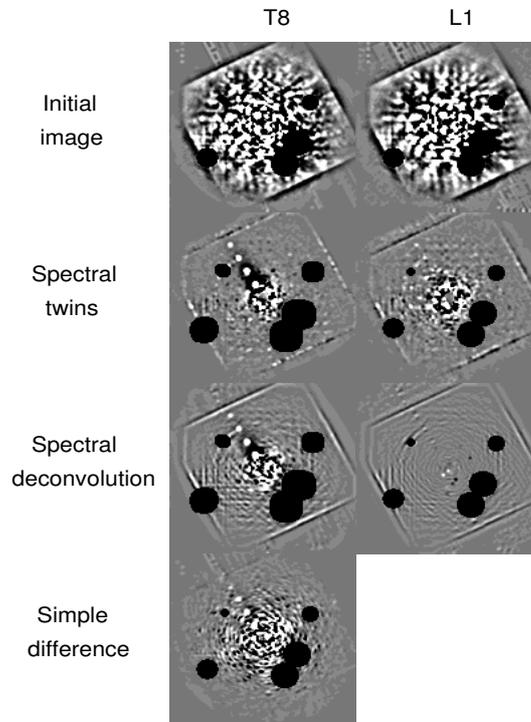 T8 L1
Initial
image
Spectral
twins
Spectral
deconvolution
Simple
difference